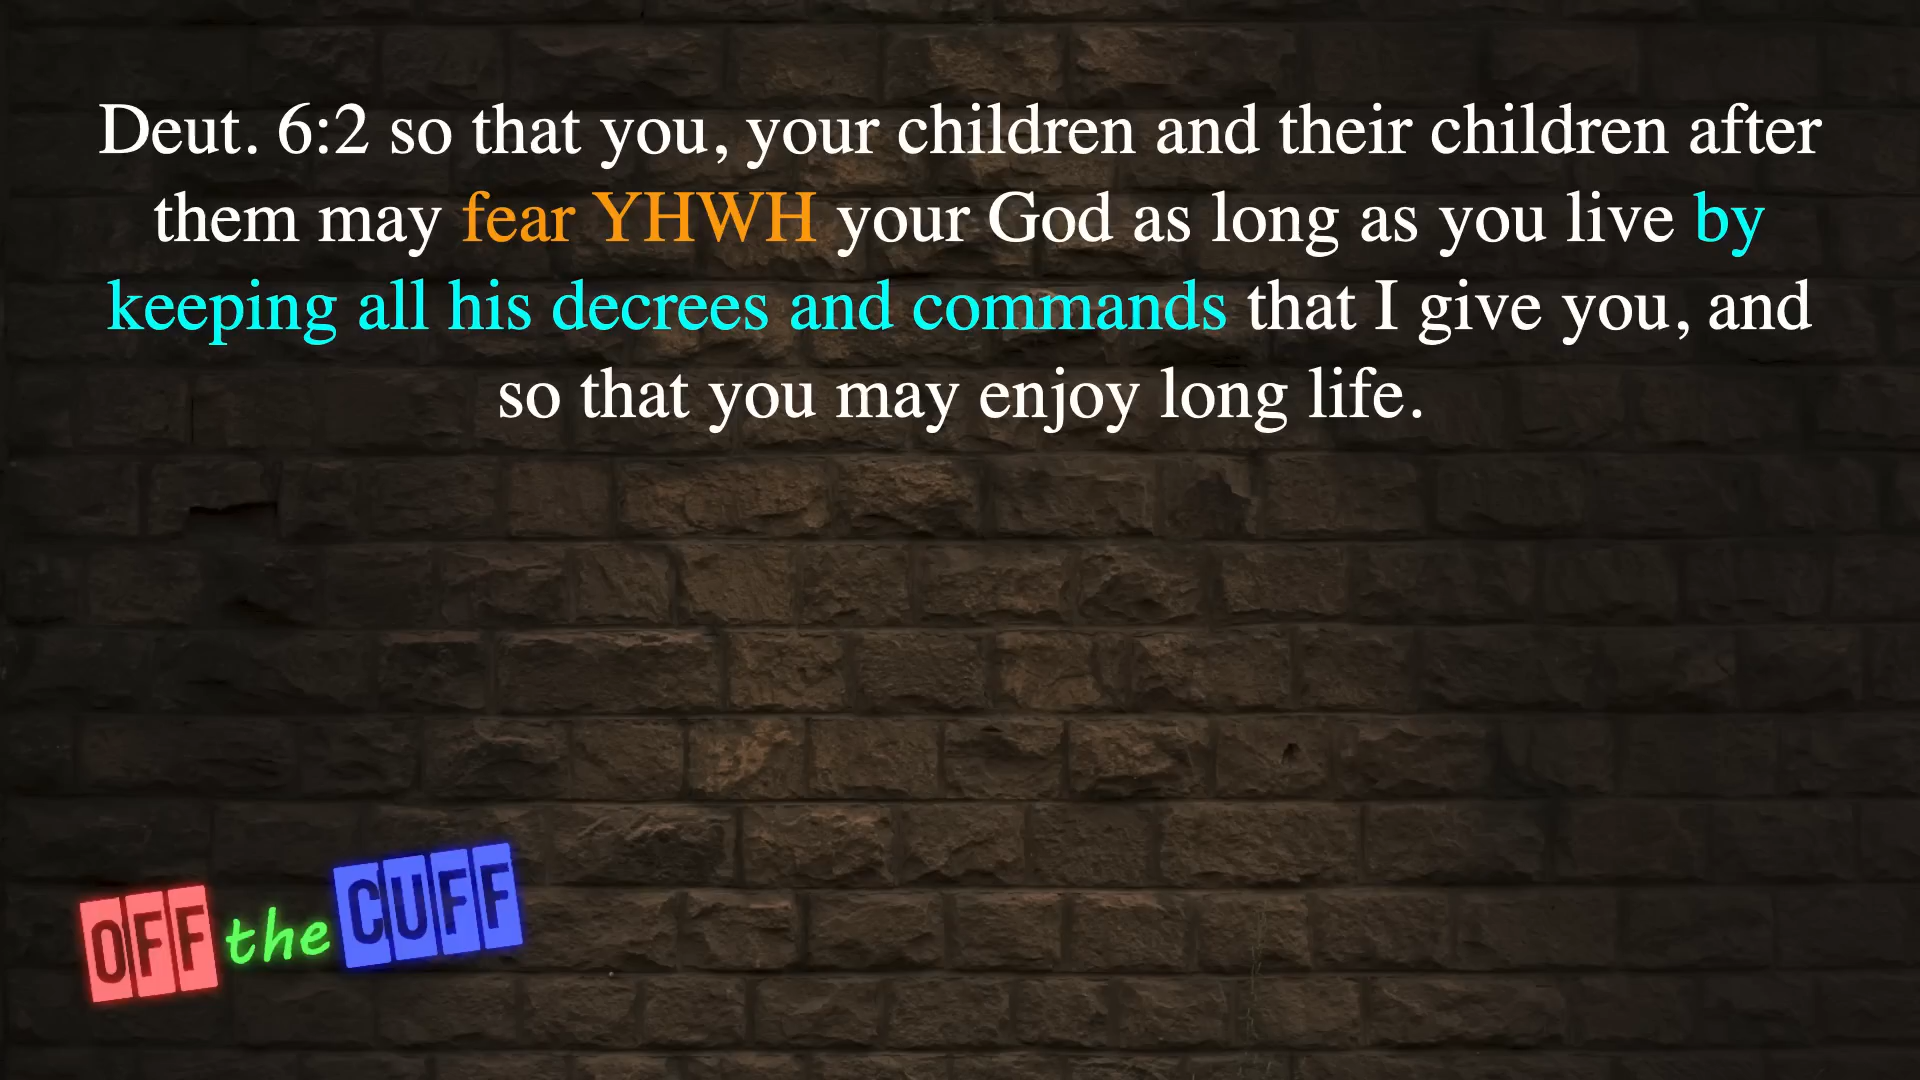 Deut. 6:2 so that you, your children and their children after
them may fear YHWH your God as long as you live by
keeping all his decrees and commands that I give you, and
so that you may enjoy long life.
OFF the CUFF